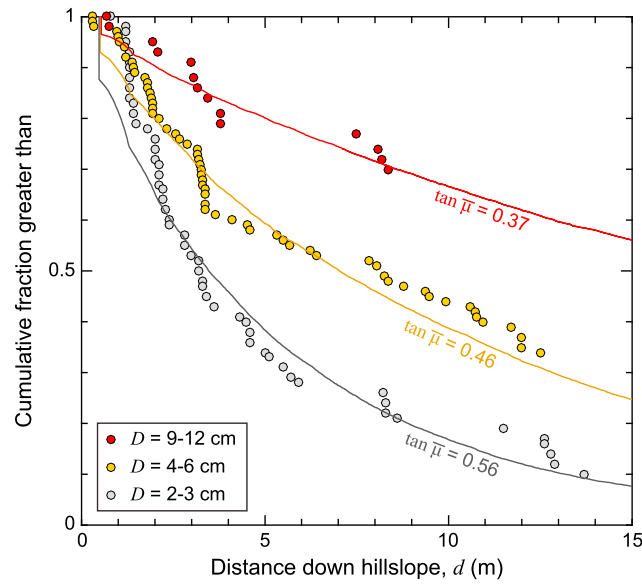 1
0.5
0
Cumulative fraction greater than
tan μ̅ = 0.37
tan μ̅ = 0.46
tan μ̅ = 0.56
D = 9-12 cm
D = 4-6 cm
D = 2-3 cm
0 5 10 15
Distance down hillslope, d (m)